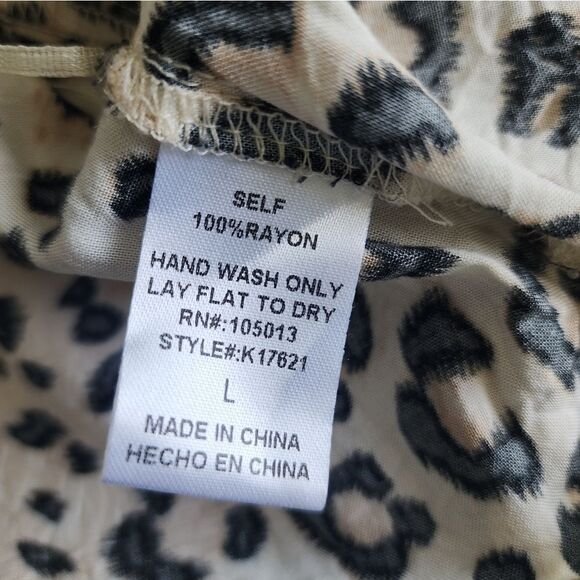 SELF
100%RAYON
HAND WASH ONLY
LAY FLAT TO DRY
RN#:105013
STYLE#:K17621
L
MADE IN CHINA
HECHO EN CHINA